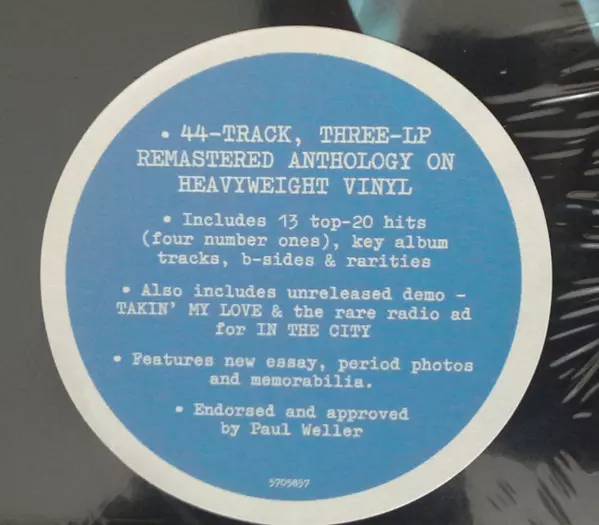 • 44-TRACK, THREE-LP
REMASTERED ANTHOLOGY ON
HEAVYWEIGHT VINYL
• Includes 13 top-20 hits
(four number ones), key album
tracks, b-sides & rarities
• Also includes unreleased demo -
TAKIN' MY LOVE & the rare radio ad
for IN THE CITY
• Features new essay, period photos
and memorabilia.
• Endorsed and approved
by Paul Weller
5705857